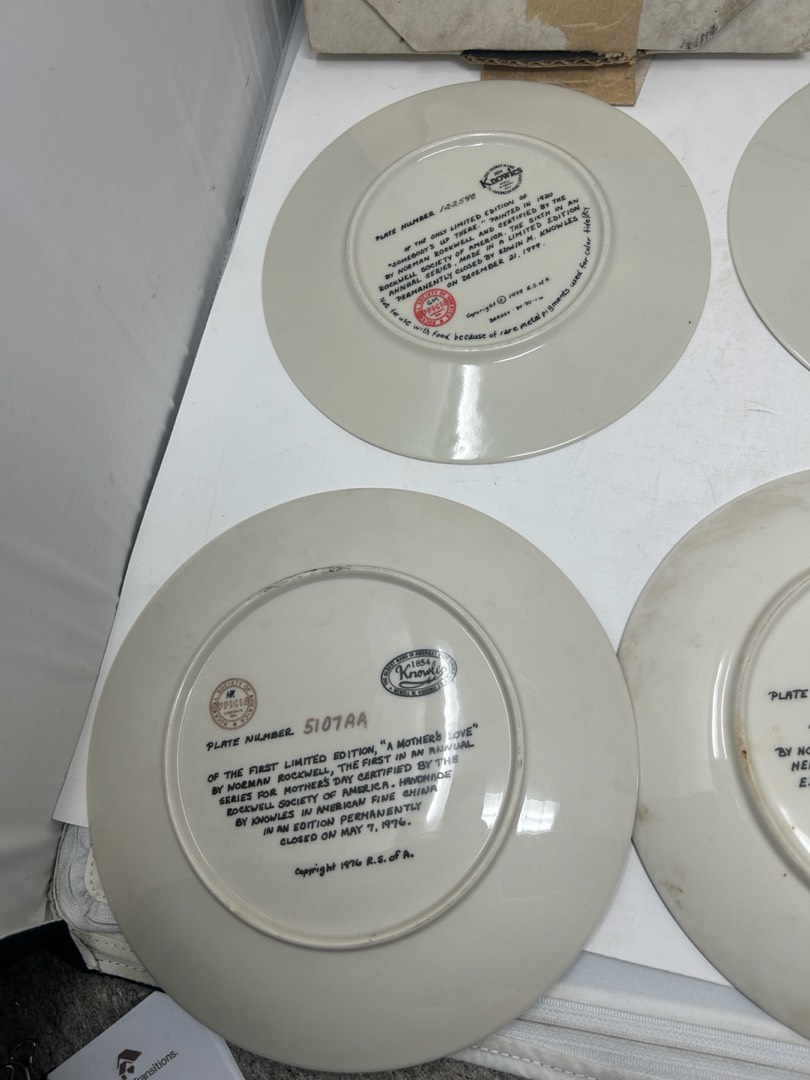 1854
Knowles
PLATE NUMBER
OF THE ONLY LIMITED EDITION OF
"SOMEBODY'S UP THERE." PAINTED IN 1920
BY NORMAN ROCKWELL AND CERTIFIED BY THE
ROCKWELL SOCIETY OF AMERICA. THE SIXTH IN AN
ANNUAL SERIES. MADE IN A LIMITED EDITION
PERMANENTLY CLOSED BY EDWIN M. KNOWLES
ON DECEMBER 21, 1979.
Copyright © 1979 R.S. of A
Not for use with food because of rare metal pigments used for color fidelity
1854
Knowles
PLATE NUMBER 5107AA
OF THE FIRST LIMITED EDITION, "A MOTHER'S LOVE"
BY NORMAN ROCKWELL, THE FIRST IN AN ANNUAL
SERIES FOR MOTHER'S DAY CERTIFIED BY THE
ROCKWELL SOCIETY OF AMERICA. HANDMADE
BY KNOWLES IN AMERICAN FINE CHINA
IN AN EDITION PERMANENTLY
CLOSED ON MAY 7, 1976.
Copyright 1976 R.S. of A.
PLATE